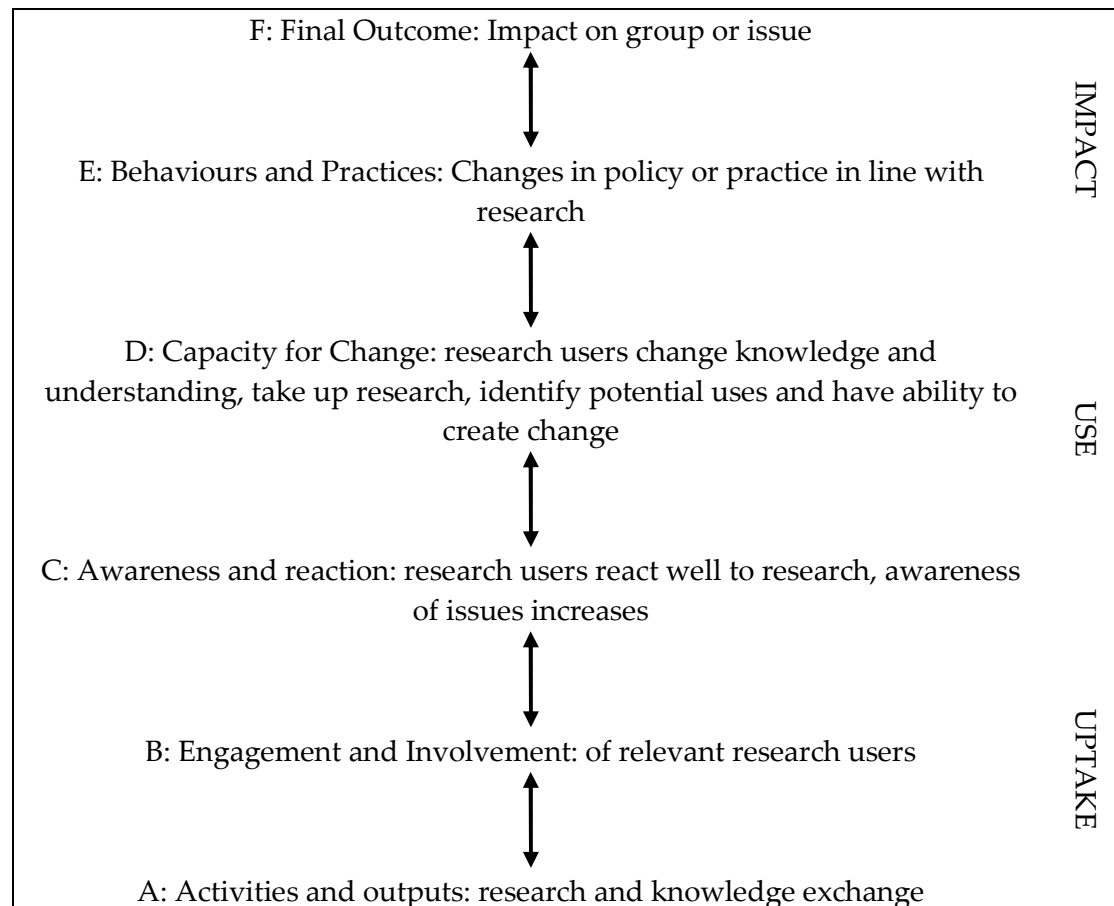 F: Final Outcome: Impact on group or issue
IMPACT
E: Behaviours and Practices: Changes in policy or practice in line with
research
D: Capacity for Change: research users change knowledge and
understanding, take up research, identify potential uses and have ability to
create change
USE
C: Awareness and reaction: research users react well to research, awareness
of issues increases
B: Engagement and Involvement: of relevant research users
UPTAKE
A: Activities and outputs: research and knowledge exchange